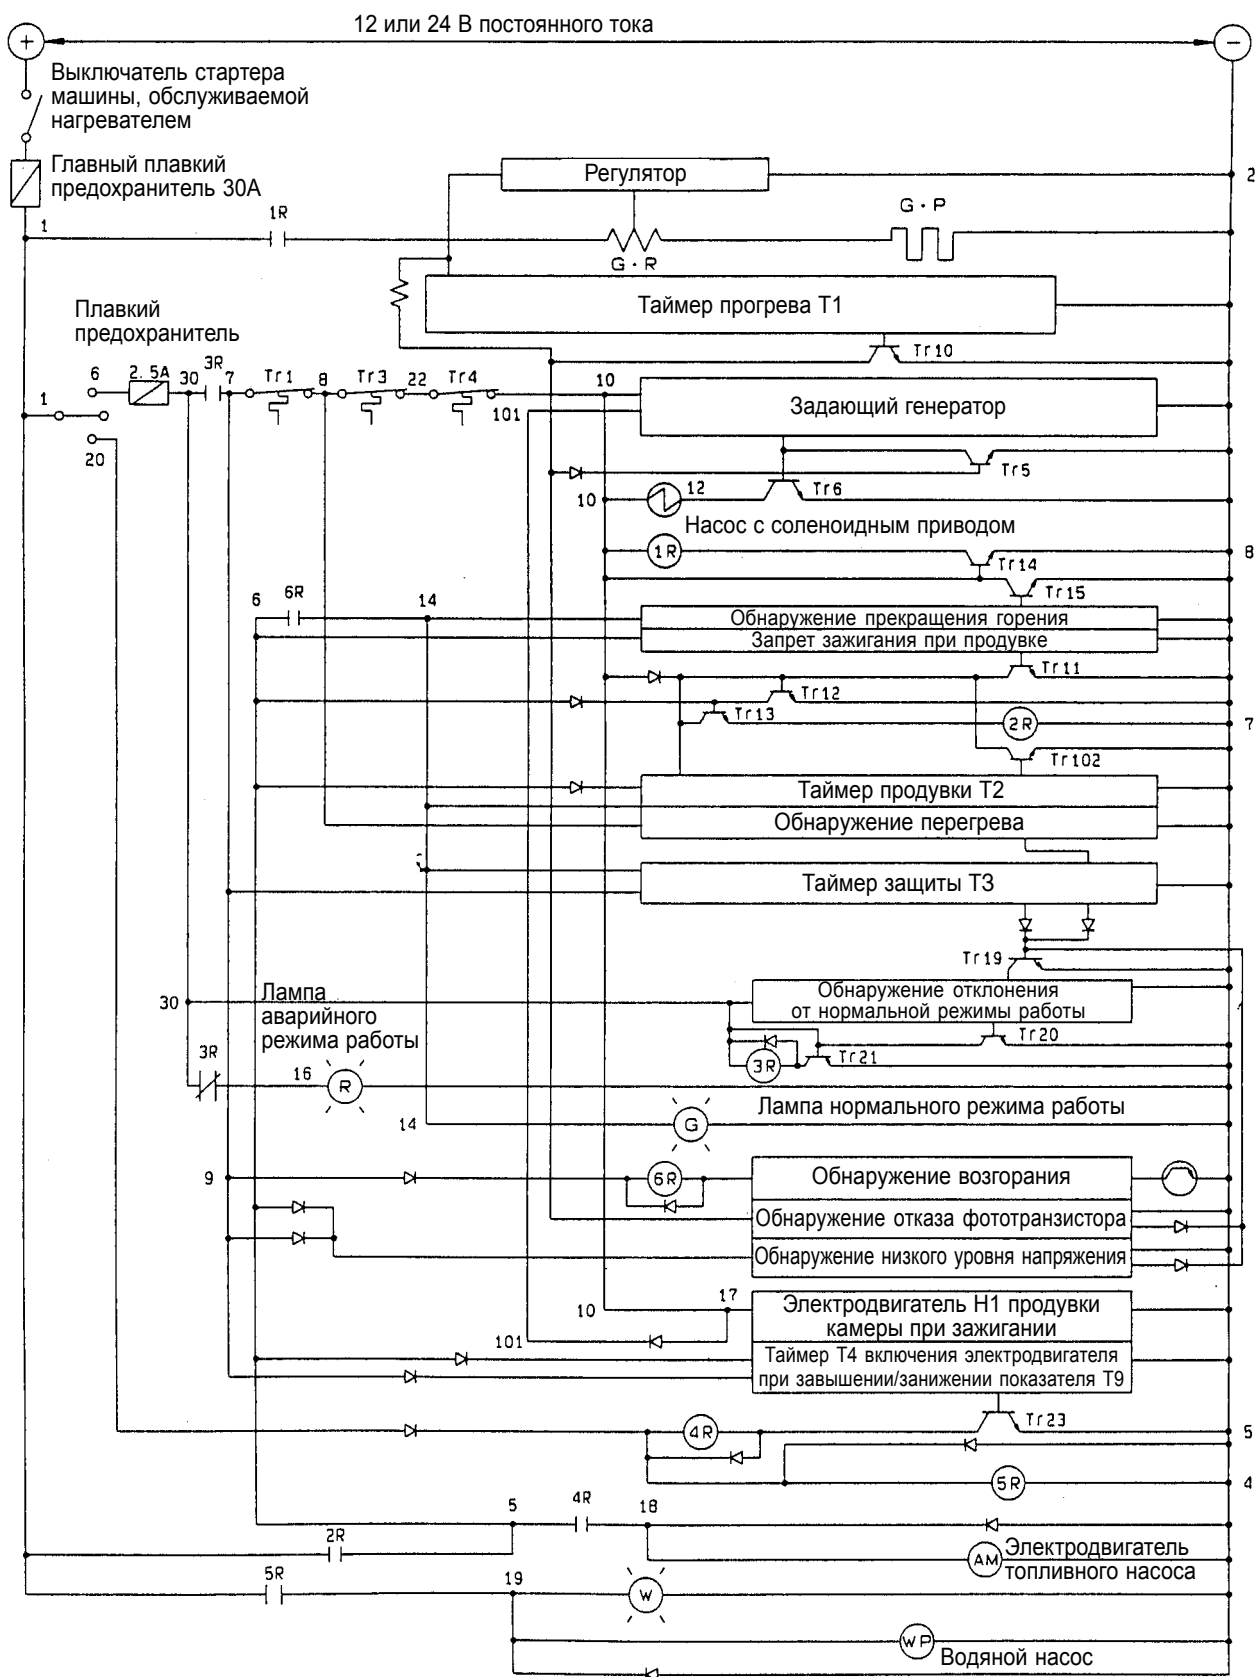 12 или 24 В постоянного тока
+
−
Выключатель стартера
машины, обслуживаемой
нагревателем
Главный плавкий
предохранитель 30А
Регулятор
2
1
1R
G·R
G·P
Таймер прогрева Т1
Tr10
Плавкий
предохранитель
6
2.5A
30
3R
7
Tr1
8
Tr3
22
Tr4
10
101
1
20
Задающий генератор
Tr5
10
12
Tr6
Насос с соленоидным приводом
1R
Tr14
8
Tr15
6
6R
14
Обнаружение прекращения горения
Запрет зажигания при продувке
Tr11
Tr12
Tr13
2R
7
Tr102
Таймер продувки Т2
Обнаружение перегрева
Таймер защиты Т3
Tr19
30
Лампа
аварийного
режима работы
Обнаружение отклонения
от нормальной режимы работы
Tr20
3R
Tr21
3R
16
R
Лампа нормального режима работы
14
G
9
6R
Обнаружение возгорания
Обнаружение отказа фототранзистора
Обнаружение низкого уровня напряжения
10
17
Электродвигатель Н1 продувки
камеры при зажигании
101
Таймер Т4 включения электродвигателя
при завышении/занижении показателя Т9
4R
Tr23
5
5R
4
5
4R
18
2R
AM
Электродвигатель
топливного насоса
5R
19
W
WP
Водяной насос